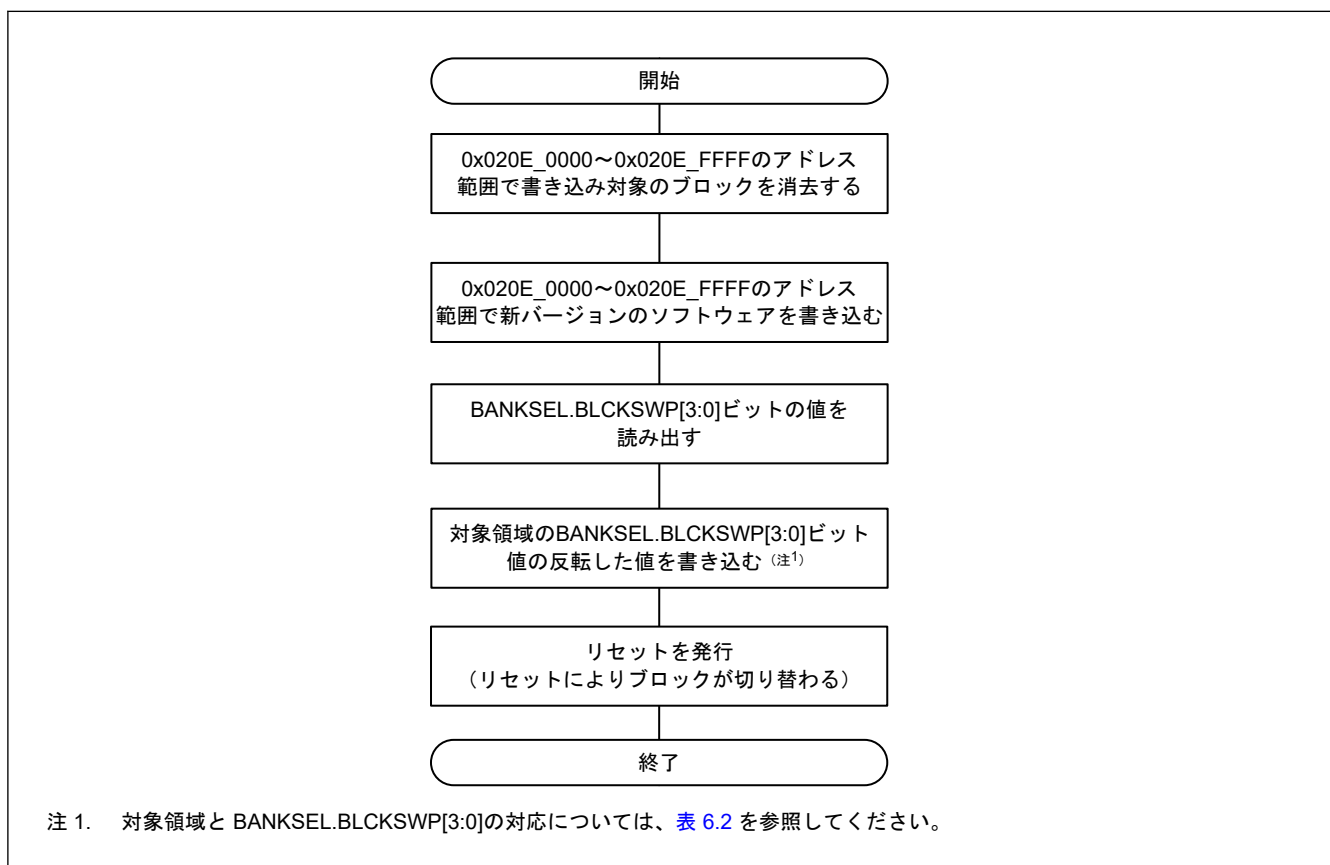 開始
0x020E_0000～0x020E_FFFFのアドレス
範囲で書き込み対象のブロックを消去する
0x020E_0000～0x020E_FFFFのアドレス
範囲で新バージョンのソフトウェアを書き込む
BANKSEL.BLCKSWP[3:0]ビットの値を
読み出す
対象領域のBANKSEL.BLCKSWP[3:0]ビット
値の反転した値を書き込む（注1）
リセットを発行
（リセットによりブロックが切り替わる）
終了
注 1. 対象領域と BANKSEL.BLCKSWP[3:0]の対応については、表 6.2 を参照してください。